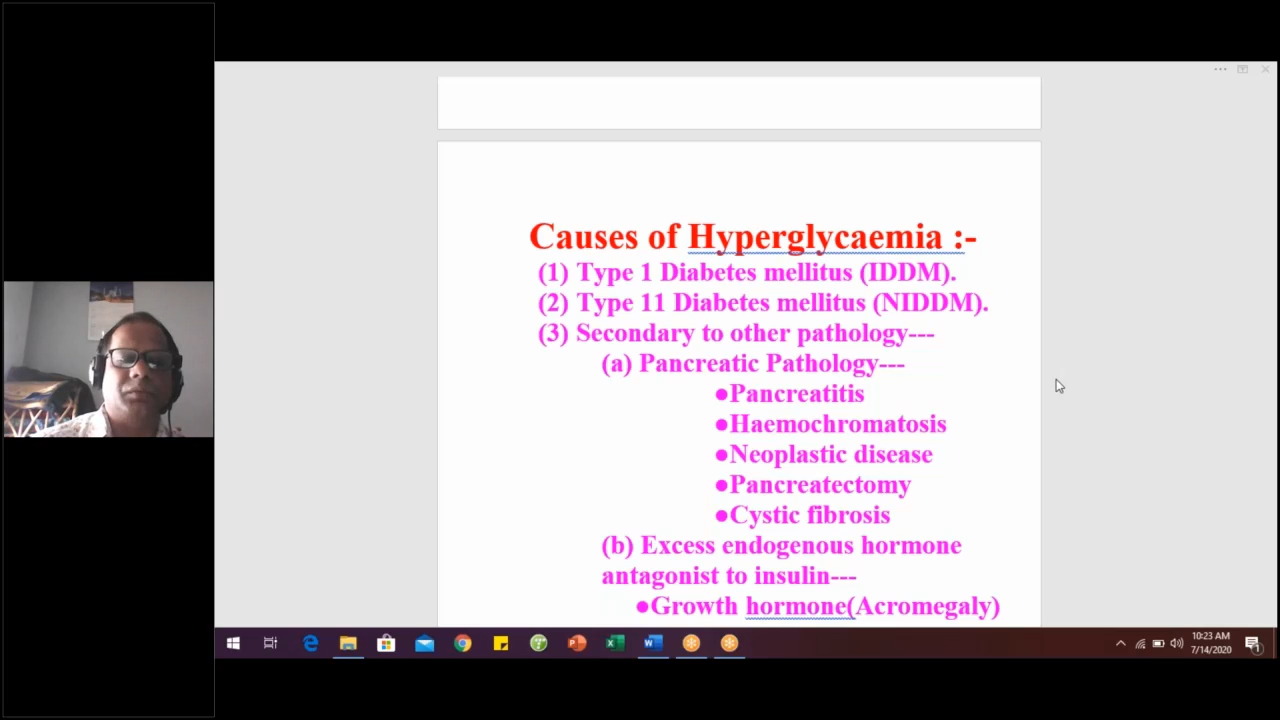 Causes of Hyperglycaemia :-
(1) Type 1 Diabetes mellitus (IDDM).
(2) Type 11 Diabetes mellitus (NIDDM).
(3) Secondary to other pathology---
(a) Pancreatic Pathology---
●Pancreatitis
●Haemochromatosis
●Neoplastic disease
●Pancreatectomy
●Cystic fibrosis
(b) Excess endogenous hormone
antagonist to insulin---
●Growth hormone(Acromegaly)
10:23 AM
7/14/2020
1